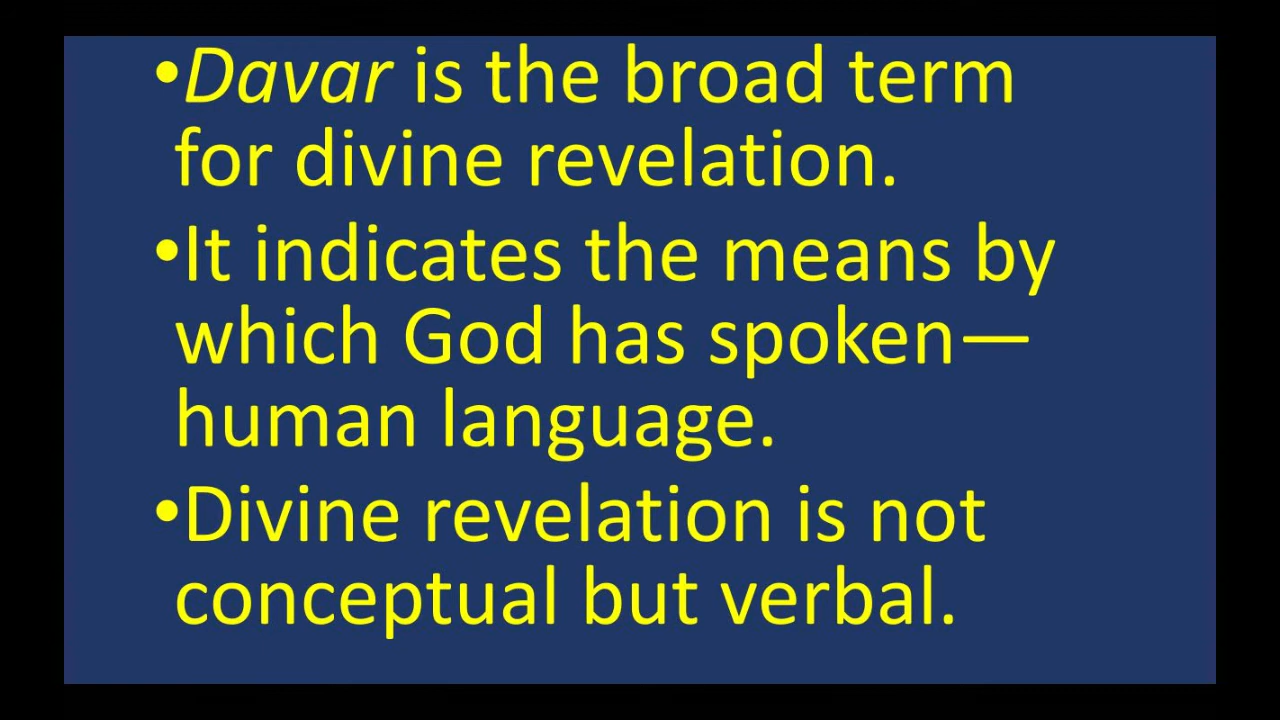 •Davar is the broad term
for divine revelation.
•It indicates the means by
which God has spoken—
human language.
•Divine revelation is not
conceptual but verbal.